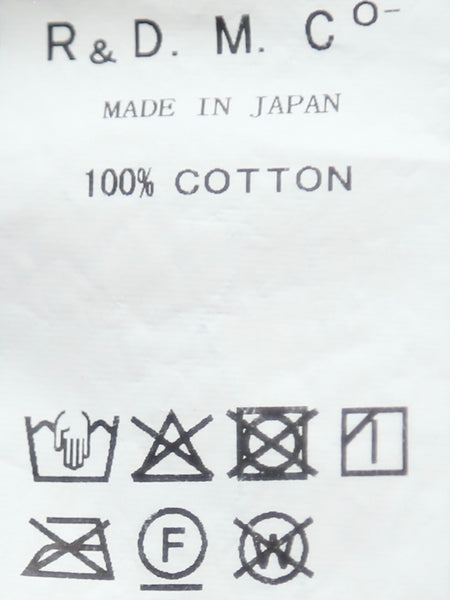 R & D. M. Co-
MADE IN JAPAN
100% COTTON
F W